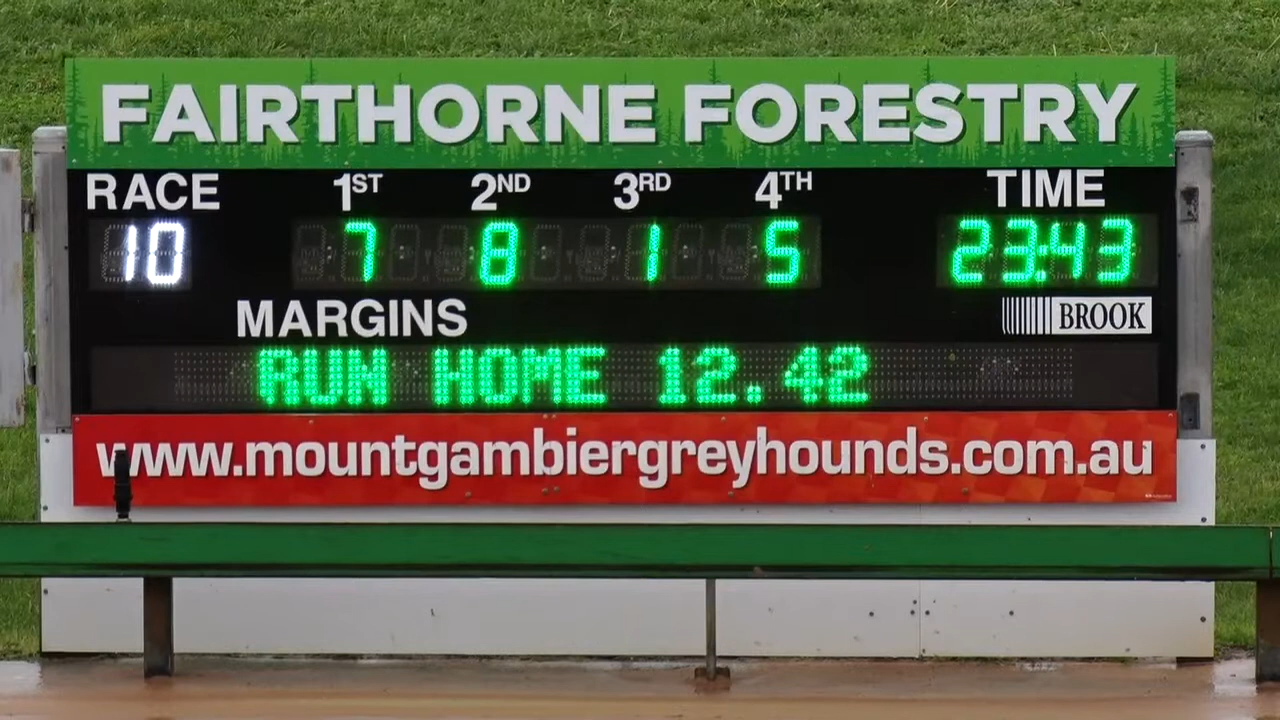 FAIRTHORNE FORESTRY
RACE 1ST 2ND 3RD 4TH TIME
10 7 8 1 5 23:43
MARGINS
BROOK
RUN HOME 12.42
www.mountgambiergreyhounds.com.au